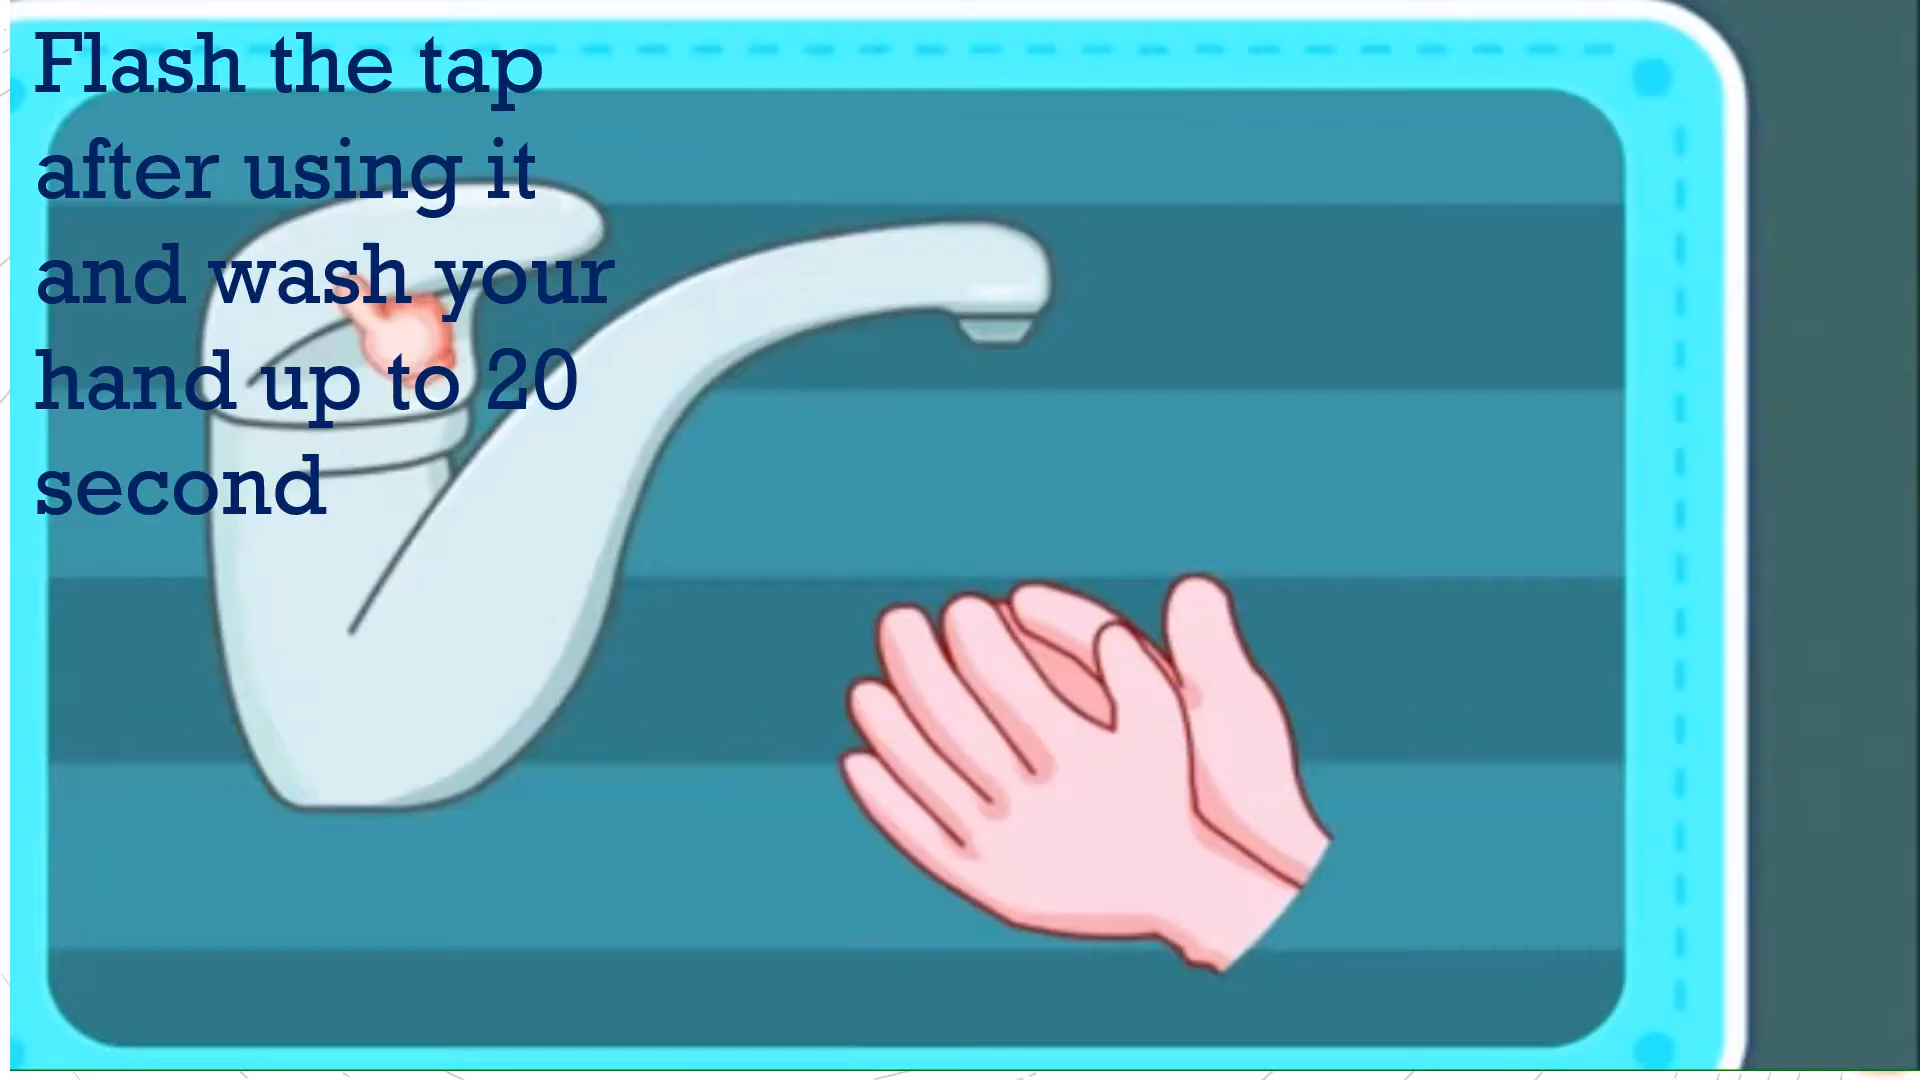 Flash the tap
after using it
and wash your
hand up to 20
second